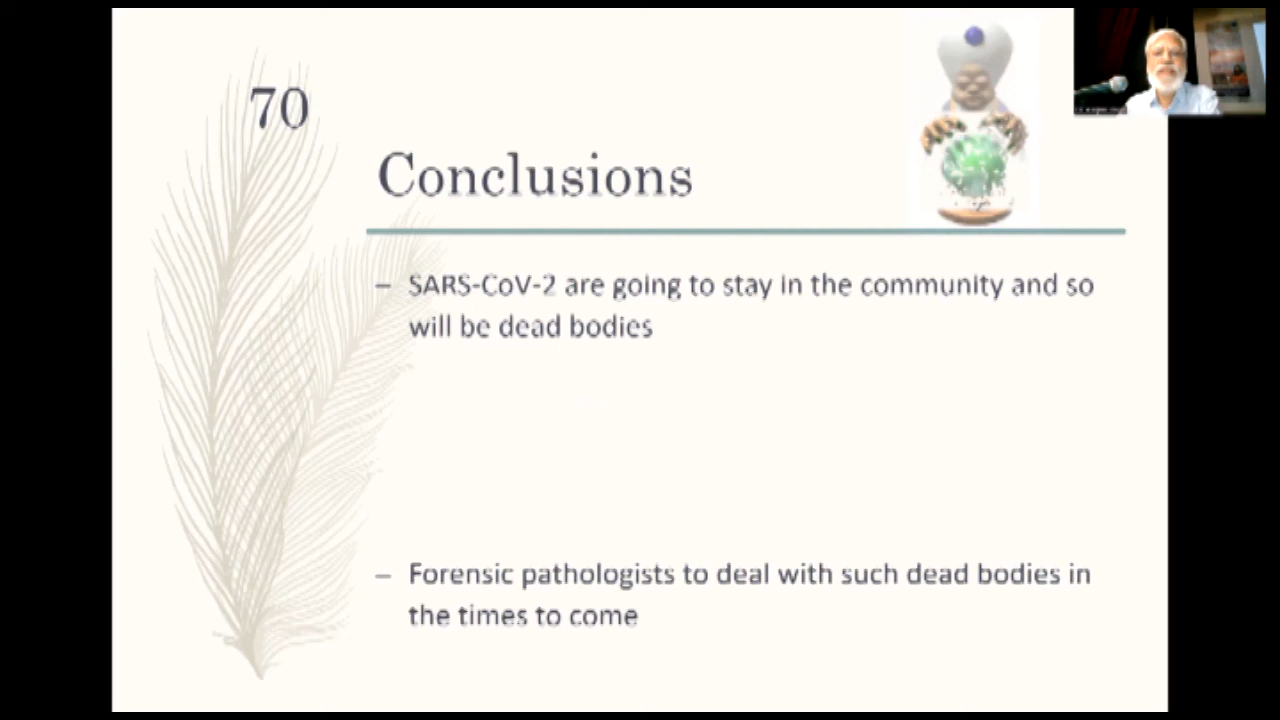 70
Conclusions
– SARS-CoV-2 are going to stay in the community and so
will be dead bodies
– Forensic pathologists to deal with such dead bodies in
the times to come